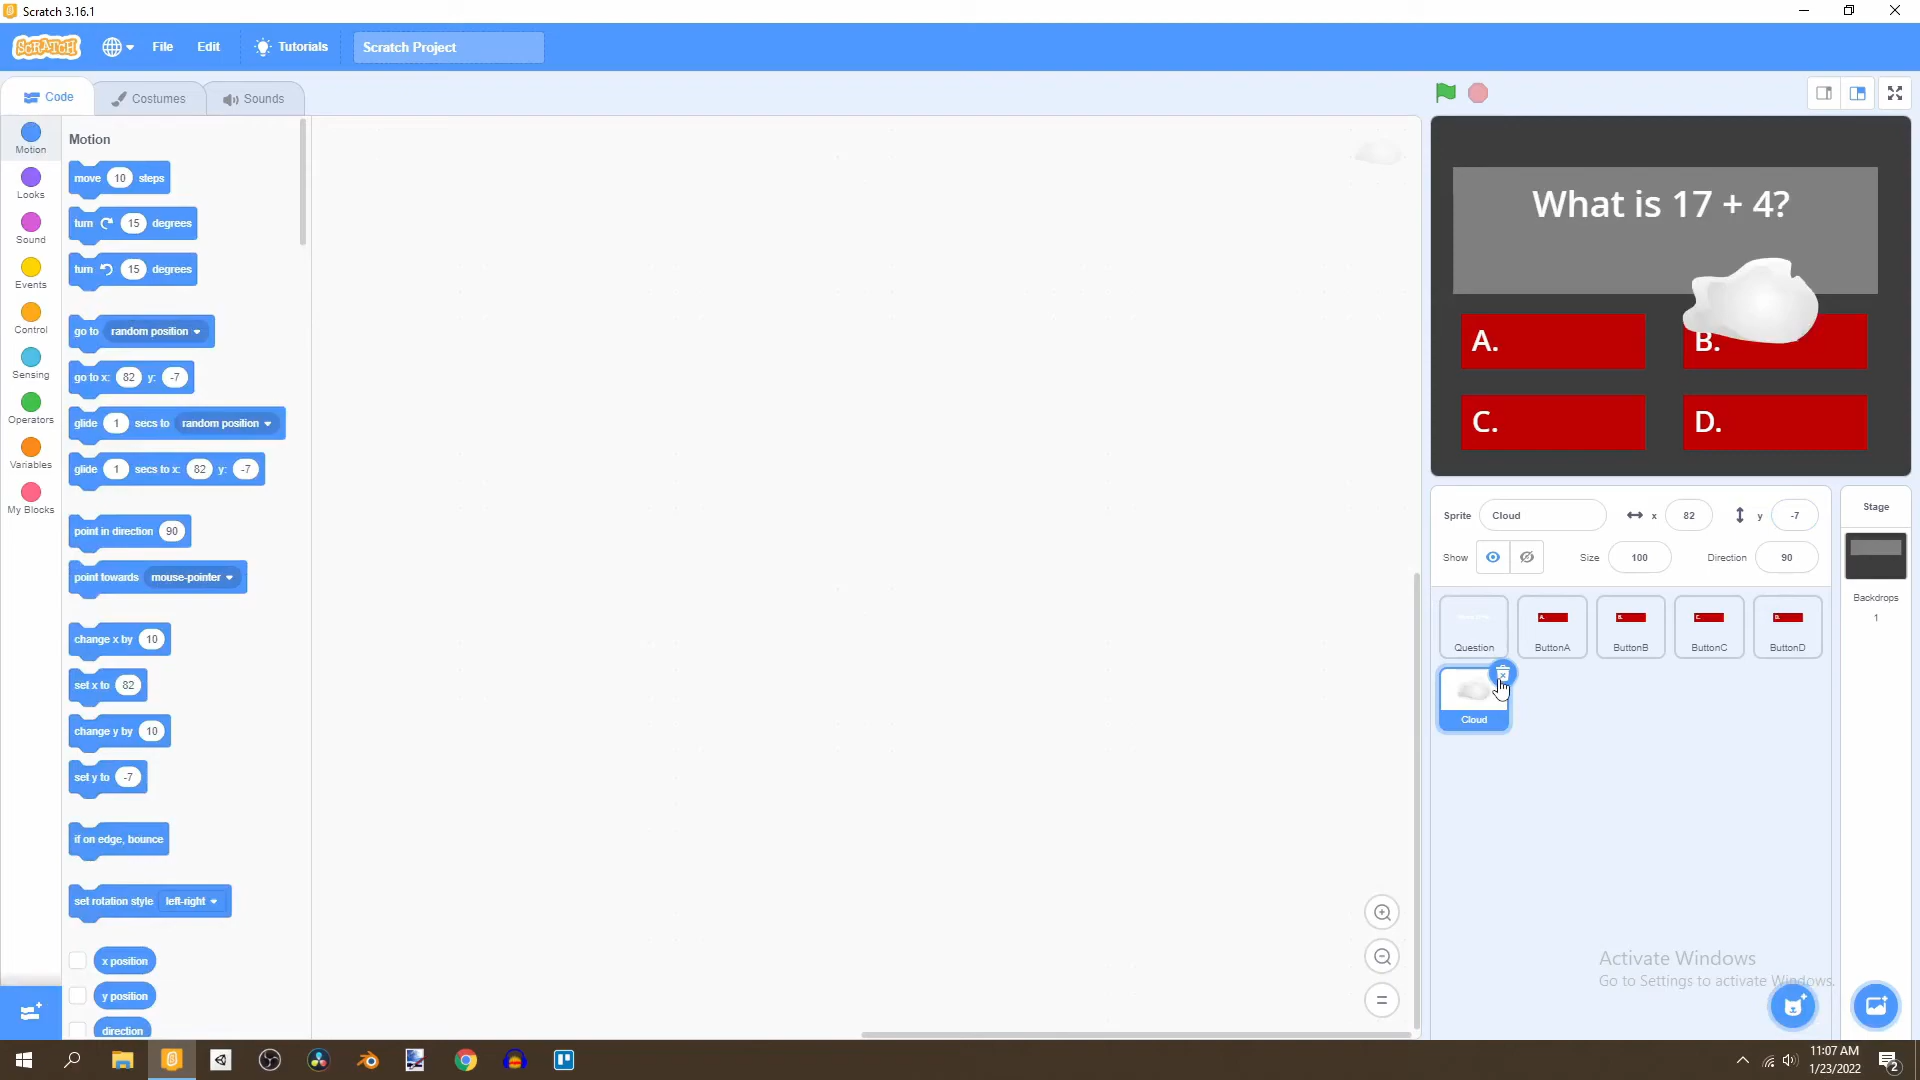 Scratch 3.16.1
SCRATCH
File
Edit
Tutorials
Scratch Project
Code
Costumes
Sounds
Motion
Looks
Sound
Events
Control
Sensing
Operators
Variables
My Blocks
Motion
move 10 steps
turn 15 degrees
turn 15 degrees
go to random position
go to x: 82 y: -7
glide 1 secs to random position
glide 1 secs to x: 82 y: -7
point in direction 90
point towards mouse-pointer
change x by 10
set x to 82
change y by 10
set y to -7
if on edge, bounce
set rotation style left-right
x position
y position
direction
What is 17 + 4?
A.
B.
C.
D.
Sprite Cloud x 82 y -7
Show Size 100 Direction 90
Question
ButtonA
ButtonB
ButtonC
ButtonD
Cloud
Stage
Backdrops
1
Activate Windows
Go to Settings to activate Windows.
11:07 AM
1/23/2022
2